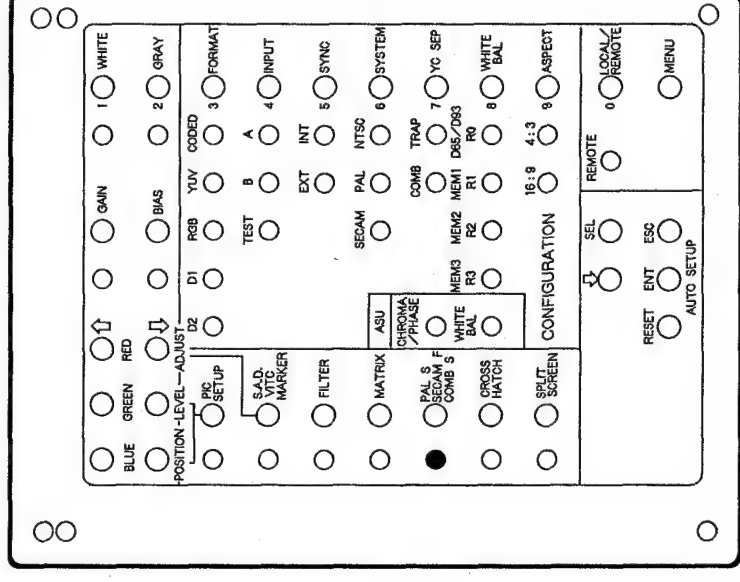 GAIN 1 WHITE
BLUE GREEN RED
BIAS 2 GRAY
POSITION - LEVEL - ADJUST
PIC SETUP D2 D1 RGB YUV CODED 3 FORMAT
S.A.D. VITC MARKER TEST B A 4 INPUT
FILTER EXT INT 5 SYNC
MATRIX ASU SECAM PAL NTSC 6 SYSTEM
PAL S SECAM F COMB S CHROMA /PHASE COMB TRAP 7 YC SEP
CROSS HATCH WHITE BAL MEM3 R3 MEM2 R2 MEM1 R1 D65/D93 R0 8 WHITE BAL
SPLIT SCREEN CONFIGURATION 16:9 4:3 9 ASPECT
SEL REMOTE 0 LOCAL/ REMOTE
RESET ENT ESC MENU
AUTO SETUP